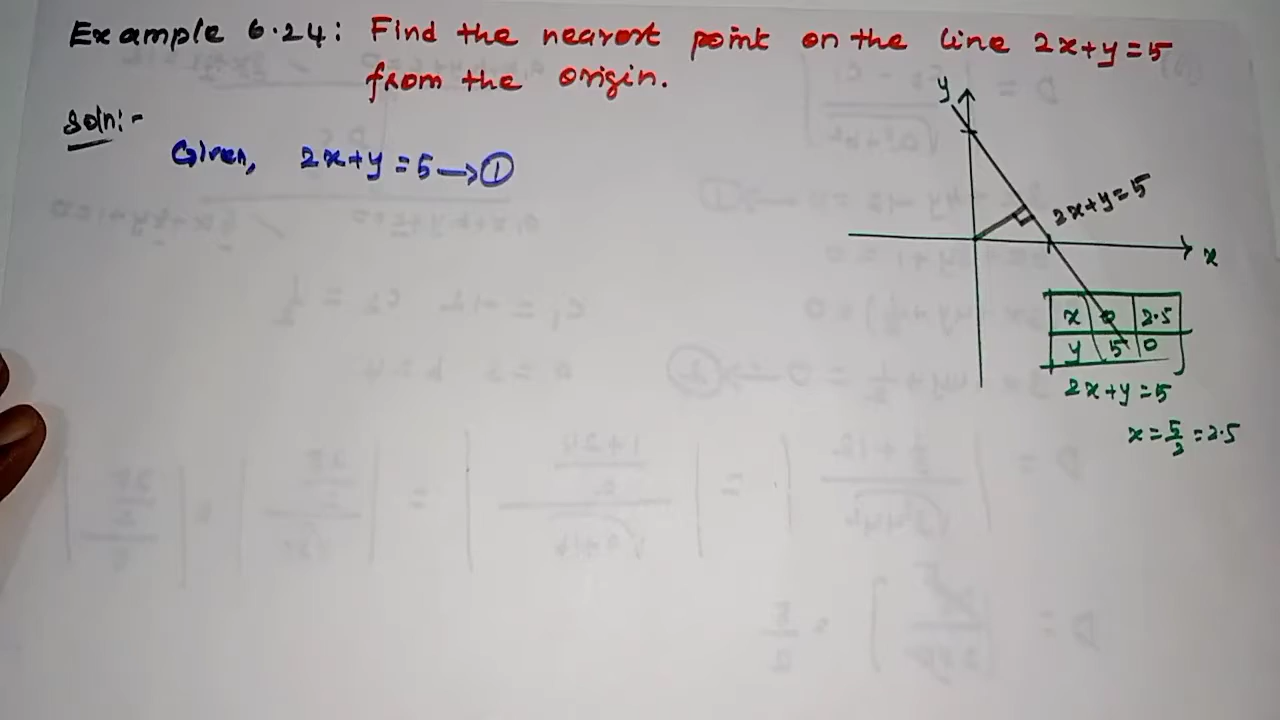 Example 6.24: Find the nearest point on the line 2x+y=5
from the origin.
Soln:-
Given, 2x+y=5→①
y
2x+y=5
x
x 0 2.5
y 5 0
2x+y=5
x=5/2=2.5